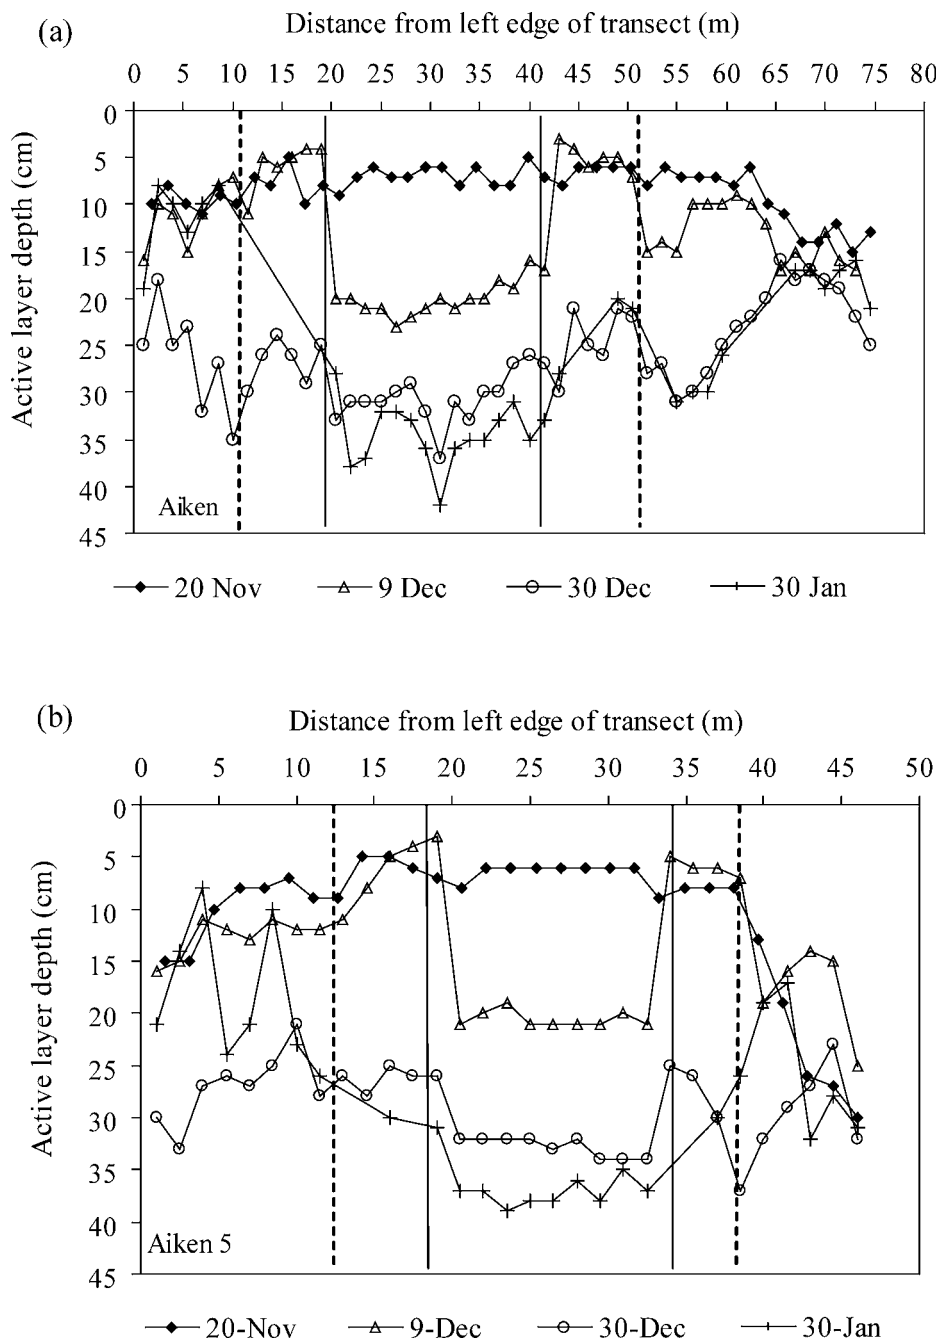 (a)
Distance from left edge of transect (m)
0 5 10 15 20 25 30 35 40 45 50 55 60 65 70 75 80
Active layer depth (cm)
0
5
10
15
20
25
30
35
40
45
Aiken
20 Nov 9 Dec 30 Dec 30 Jan
(b)
Distance from left edge of transect (m)
0 5 10 15 20 25 30 35 40 45 50
Active layer depth (cm)
0
5
10
15
20
25
30
35
40
45
Aiken 5
20-Nov 9-Dec 30-Dec 30-Jan